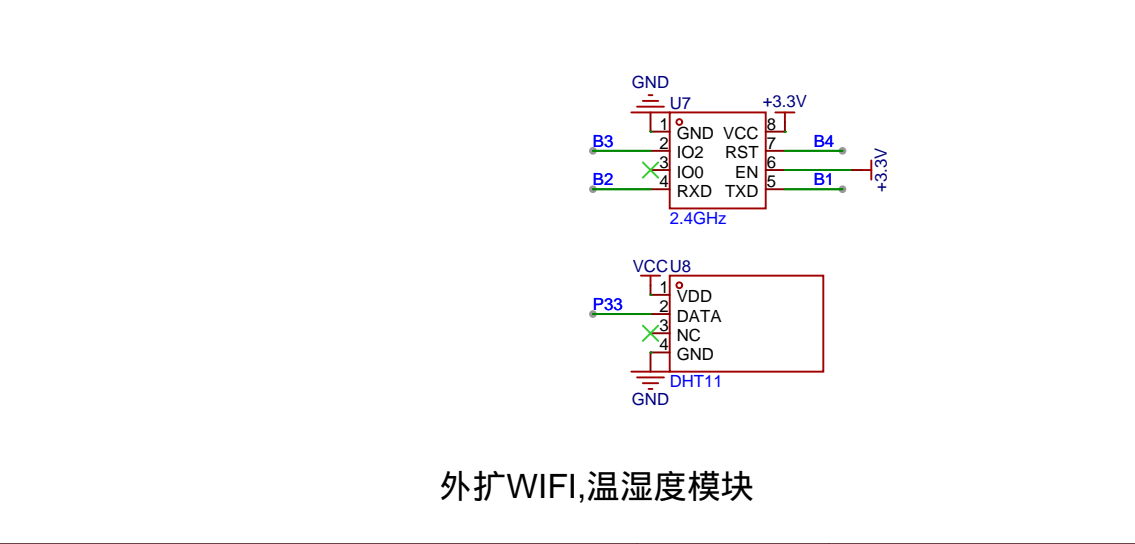 GND
U7
+3.3V
1 GND VCC 8
B3 2 IO2 RST 7 B4
3 IO0 EN 6 +3.3V
B2 4 RXD TXD 5 B1
2.4GHz
VCC U8
1 VDD
P33 2 DATA
3 NC
4 GND
DHT11
GND
外扩WIFI,温湿度模块